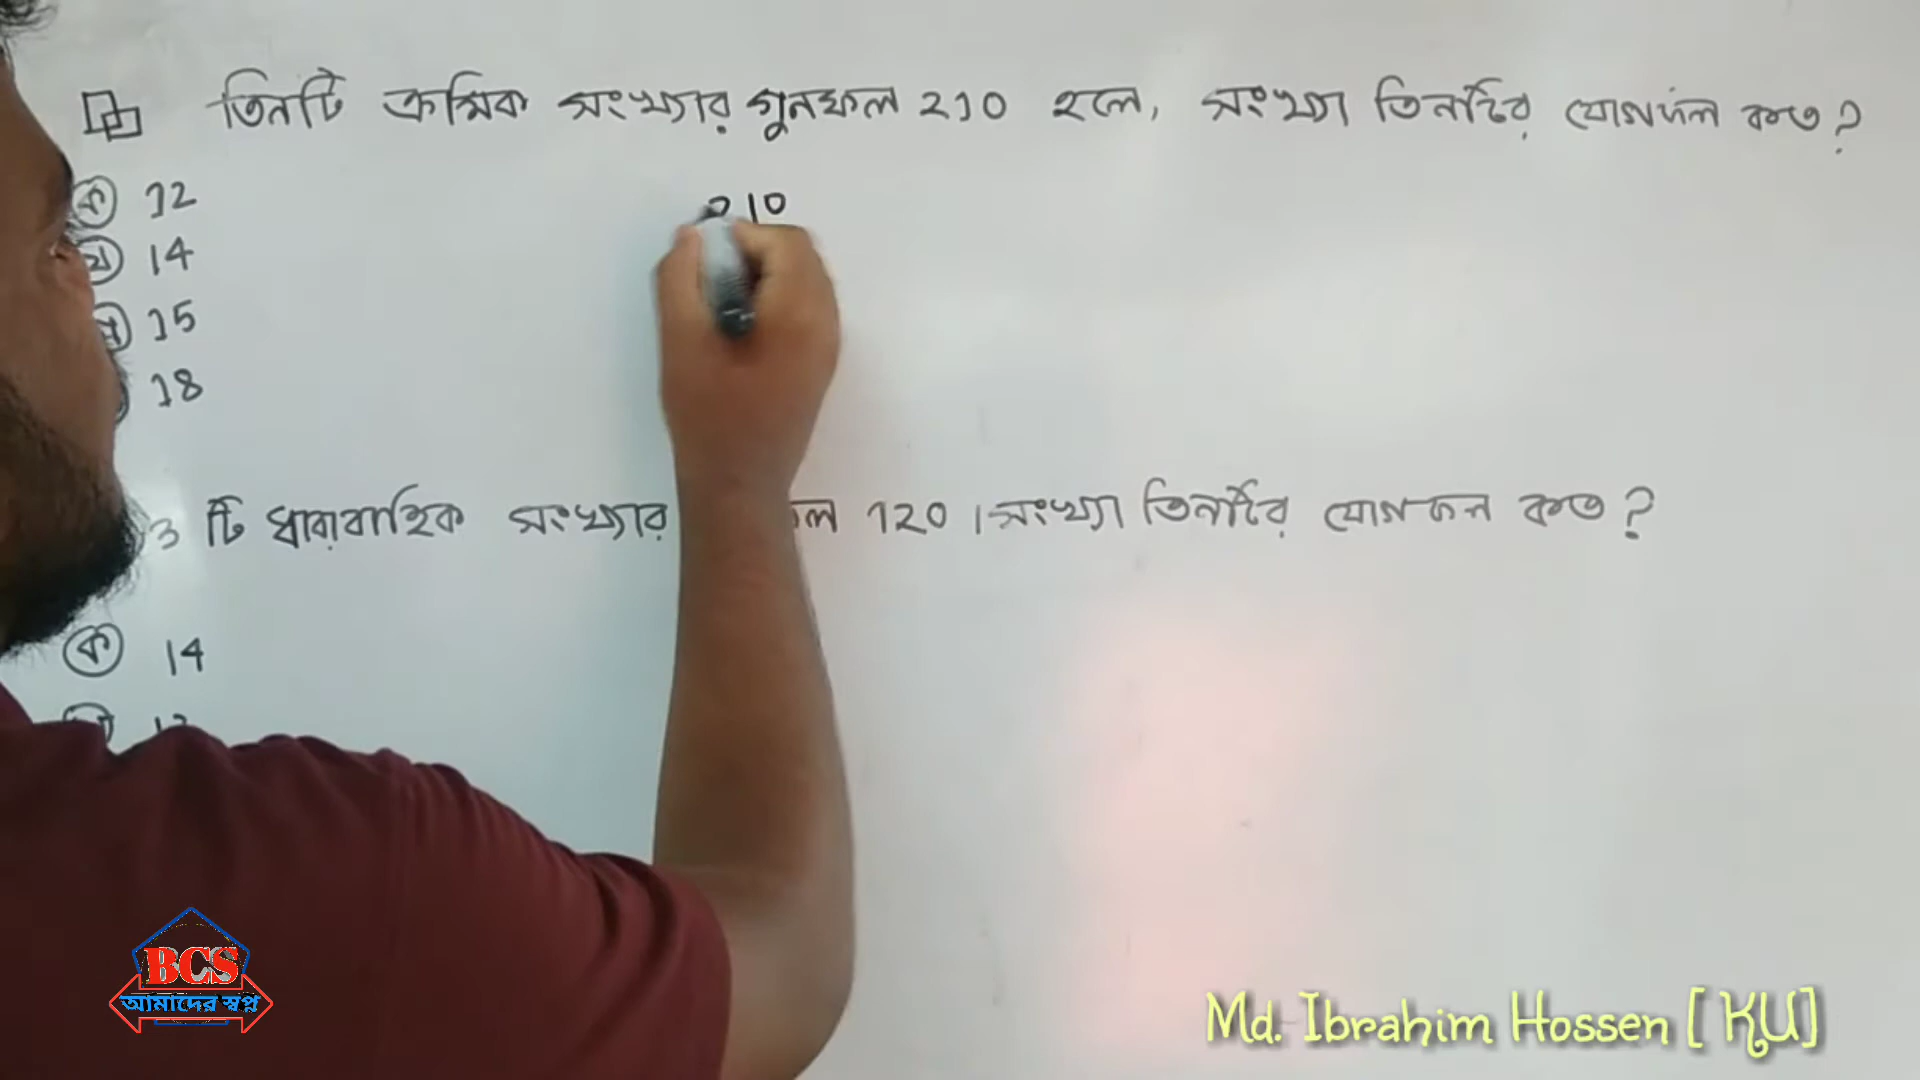 তিনটি ক্রমিক সংখ্যার গুনফল 210 হলে, সংখ্যা তিনটির যোগফল কত?
ক 12
210
খ 14
গ 15
18
3 টি ধারাবাহিক সংখ্যার ফল 120 । সংখ্যা তিনটির যোগফল কত?
ক 14
BCS
আমাদের স্বপ্ন
Md. Ibrahim Hossen [ KU]